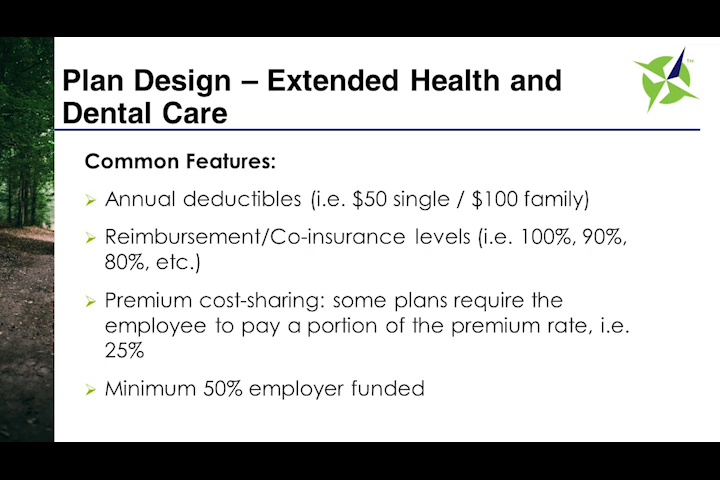 Plan Design – Extended Health and
Dental Care
TM
Common Features:
Annual deductibles (i.e. $50 single / $100 family)
Reimbursement/Co-insurance levels (i.e. 100%, 90%,
80%, etc.)
Premium cost-sharing: some plans require the
employee to pay a portion of the premium rate, i.e.
25%
Minimum 50% employer funded